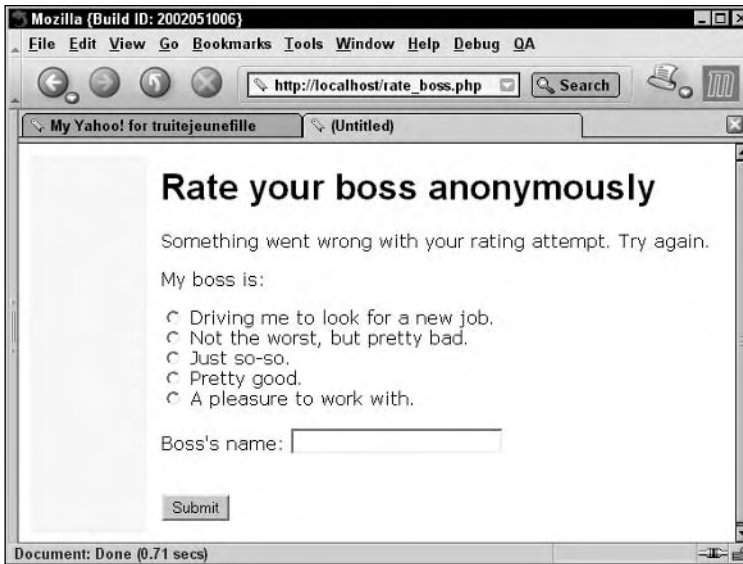 Mozilla {Build ID: 2002051006}
File Edit View Go Bookmarks Tools Window Help Debug QA
http://localhost/rate_boss.php Search
My Yahoo! for truitejeunefille (Untitled)
Rate your boss anonymously
Something went wrong with your rating attempt. Try again.
My boss is:
Driving me to look for a new job.
Not the worst, but pretty bad.
Just so-so.
Pretty good.
A pleasure to work with.
Boss's name:
Submit
Document: Done (0.71 secs)